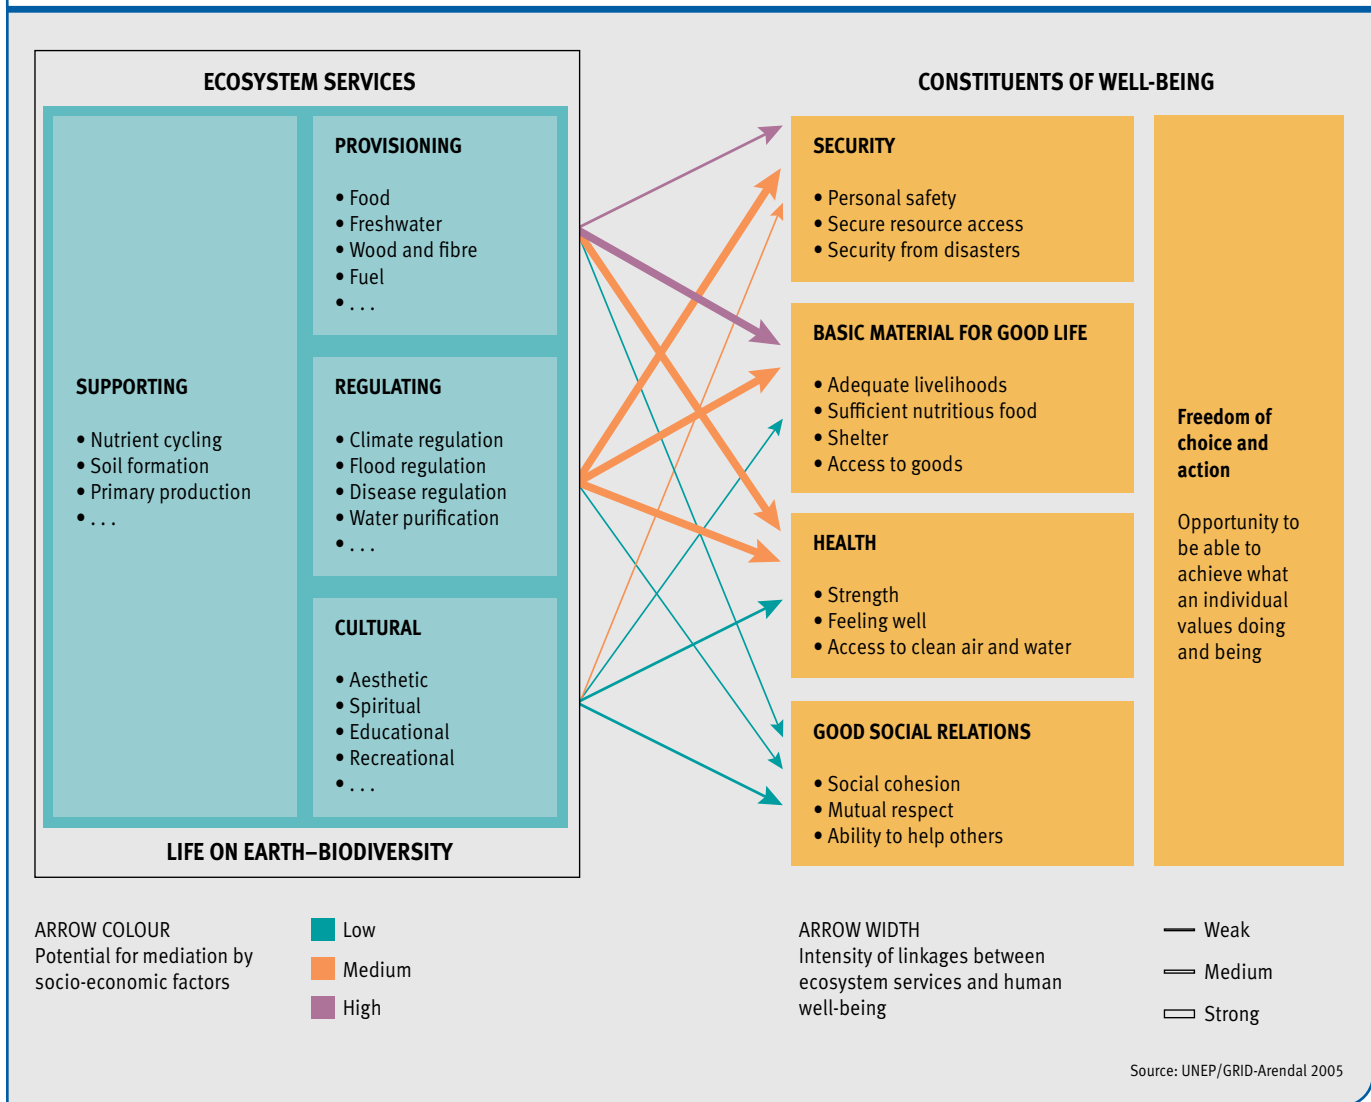 ECOSYSTEM SERVICES
SUPPORTING
• Nutrient cycling
• Soil formation
• Primary production
• . . .
PROVISIONING
• Food
• Freshwater
• Wood and fibre
• Fuel
• . . .
REGULATING
• Climate regulation
• Flood regulation
• Disease regulation
• Water purification
• . . .
CULTURAL
• Aesthetic
• Spiritual
• Educational
• Recreational
• . . .
LIFE ON EARTH–BIODIVERSITY
CONSTITUENTS OF WELL-BEING
SECURITY
• Personal safety
• Secure resource access
• Security from disasters
BASIC MATERIAL FOR GOOD LIFE
• Adequate livelihoods
• Sufficient nutritious food
• Shelter
• Access to goods
HEALTH
• Strength
• Feeling well
• Access to clean air and water
GOOD SOCIAL RELATIONS
• Social cohesion
• Mutual respect
• Ability to help others
Freedom of
choice and
action
Opportunity to
be able to
achieve what
an individual
values doing
and being
ARROW COLOUR
Potential for mediation by
socio-economic factors
Low
Medium
High
ARROW WIDTH
Intensity of linkages between
ecosystem services and human
well-being
Weak
Medium
Strong
Source: UNEP/GRID-Arendal 2005